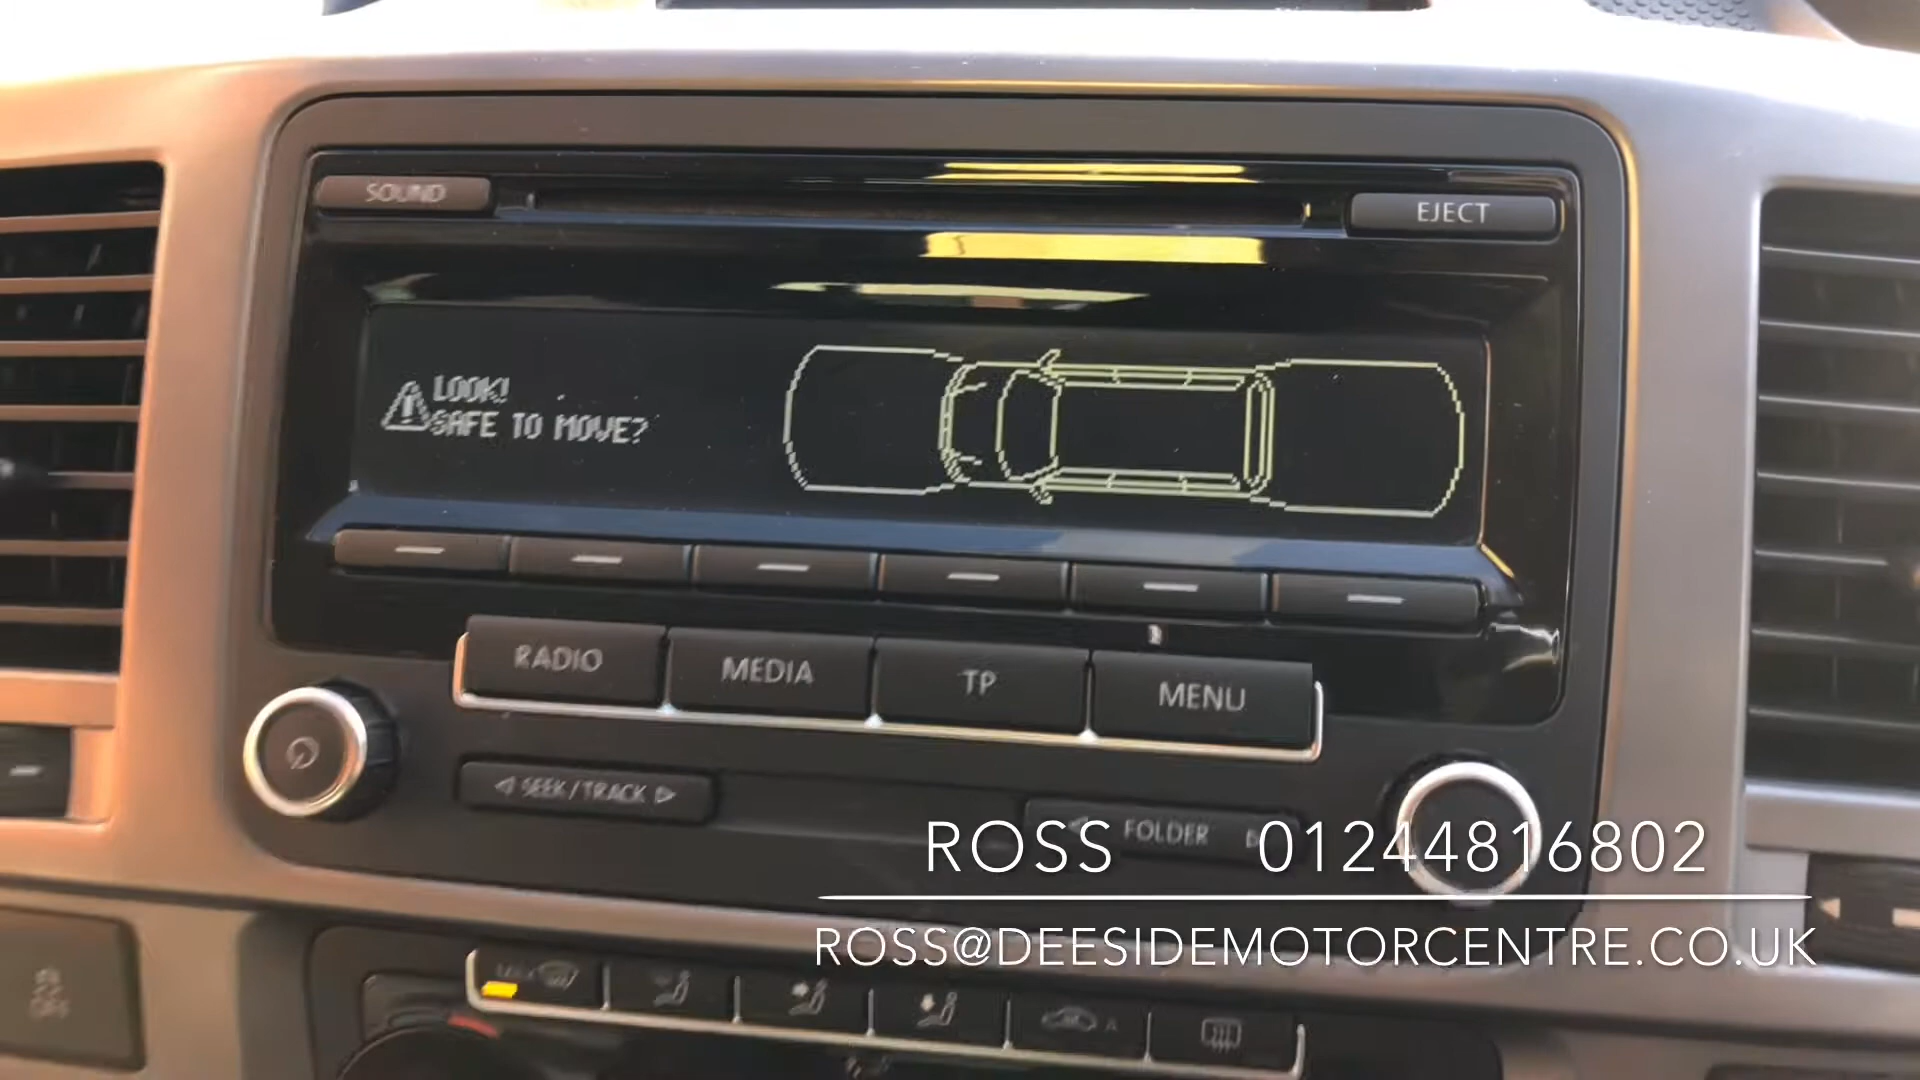 SOUND
EJECT
LOOK!
SAFE TO MOVE?
RADIO MEDIA TP MENU
SEEK / TRACK
FOLDER
ROSS 01244816802
ROSS@DEESIDEMOTORCENTRE.CO.UK
OFF
A